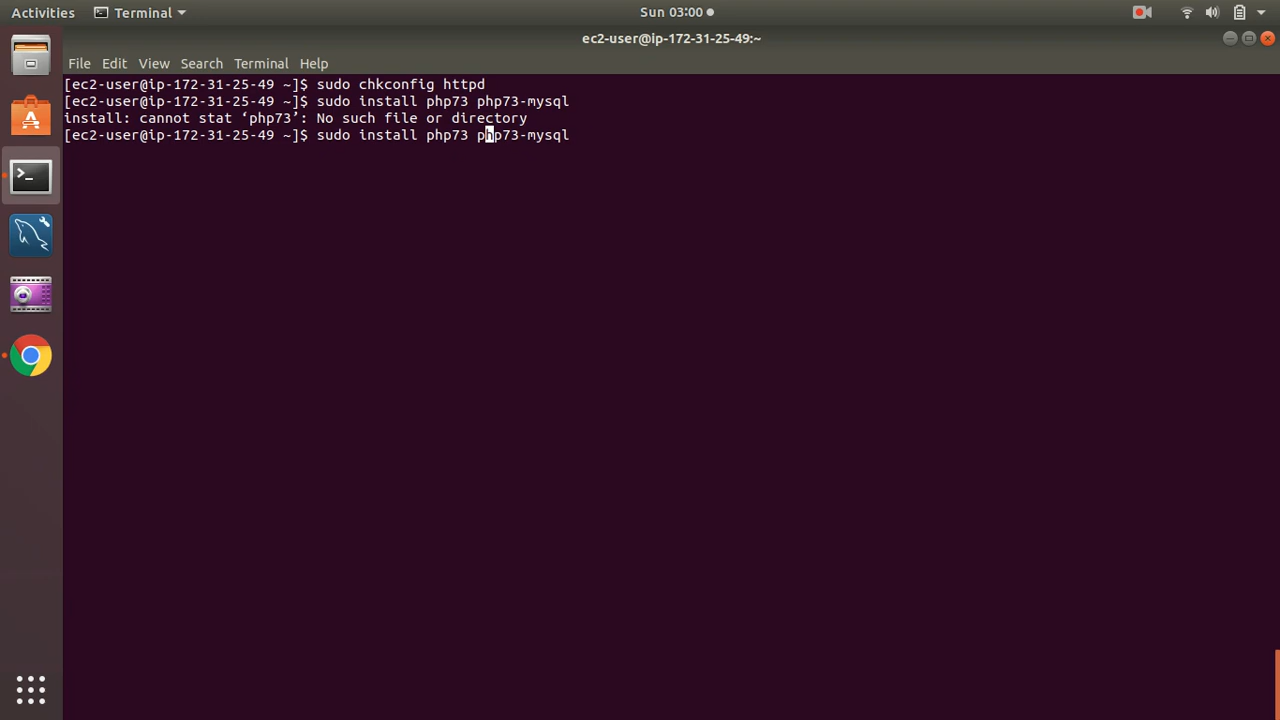 Activities Terminal Sun 03:00
ec2-user@ip-172-31-25-49:~
File Edit View Search Terminal Help
[ec2-user@ip-172-31-25-49 ~]$ sudo chkconfig httpd
[ec2-user@ip-172-31-25-49 ~]$ sudo install php73 php73-mysql
install: cannot stat ‘php73’: No such file or directory
[ec2-user@ip-172-31-25-49 ~]$ sudo install php73 php73-mysql